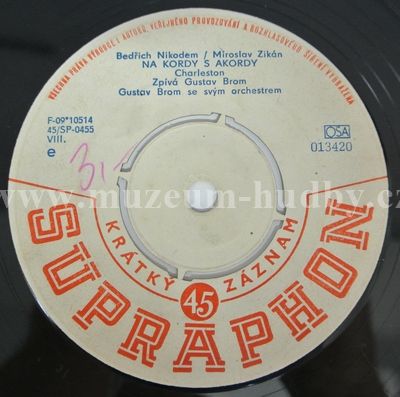 VŠECHNA PRÁVA VÝROBCE I AUTORŮ, VEŘEJNÉHO PROVOZOVÁNÍ A ROZHLASOVÉHO ŠÍŘENÍ VYHRAZENA
Bedřich Nikodem / Miroslav Zikán
NA KORDY S AKORDY
Charleston
Zpívá Gustav Brom
Gustav Brom se svým orchestrem
F-09*10514
45/SP-0455
VIII.
e
OSA
013420
31,-
www.muzeum-hudby.cz
KRÁTKÝ 45 ZÁZNAM
SUPRAPHON